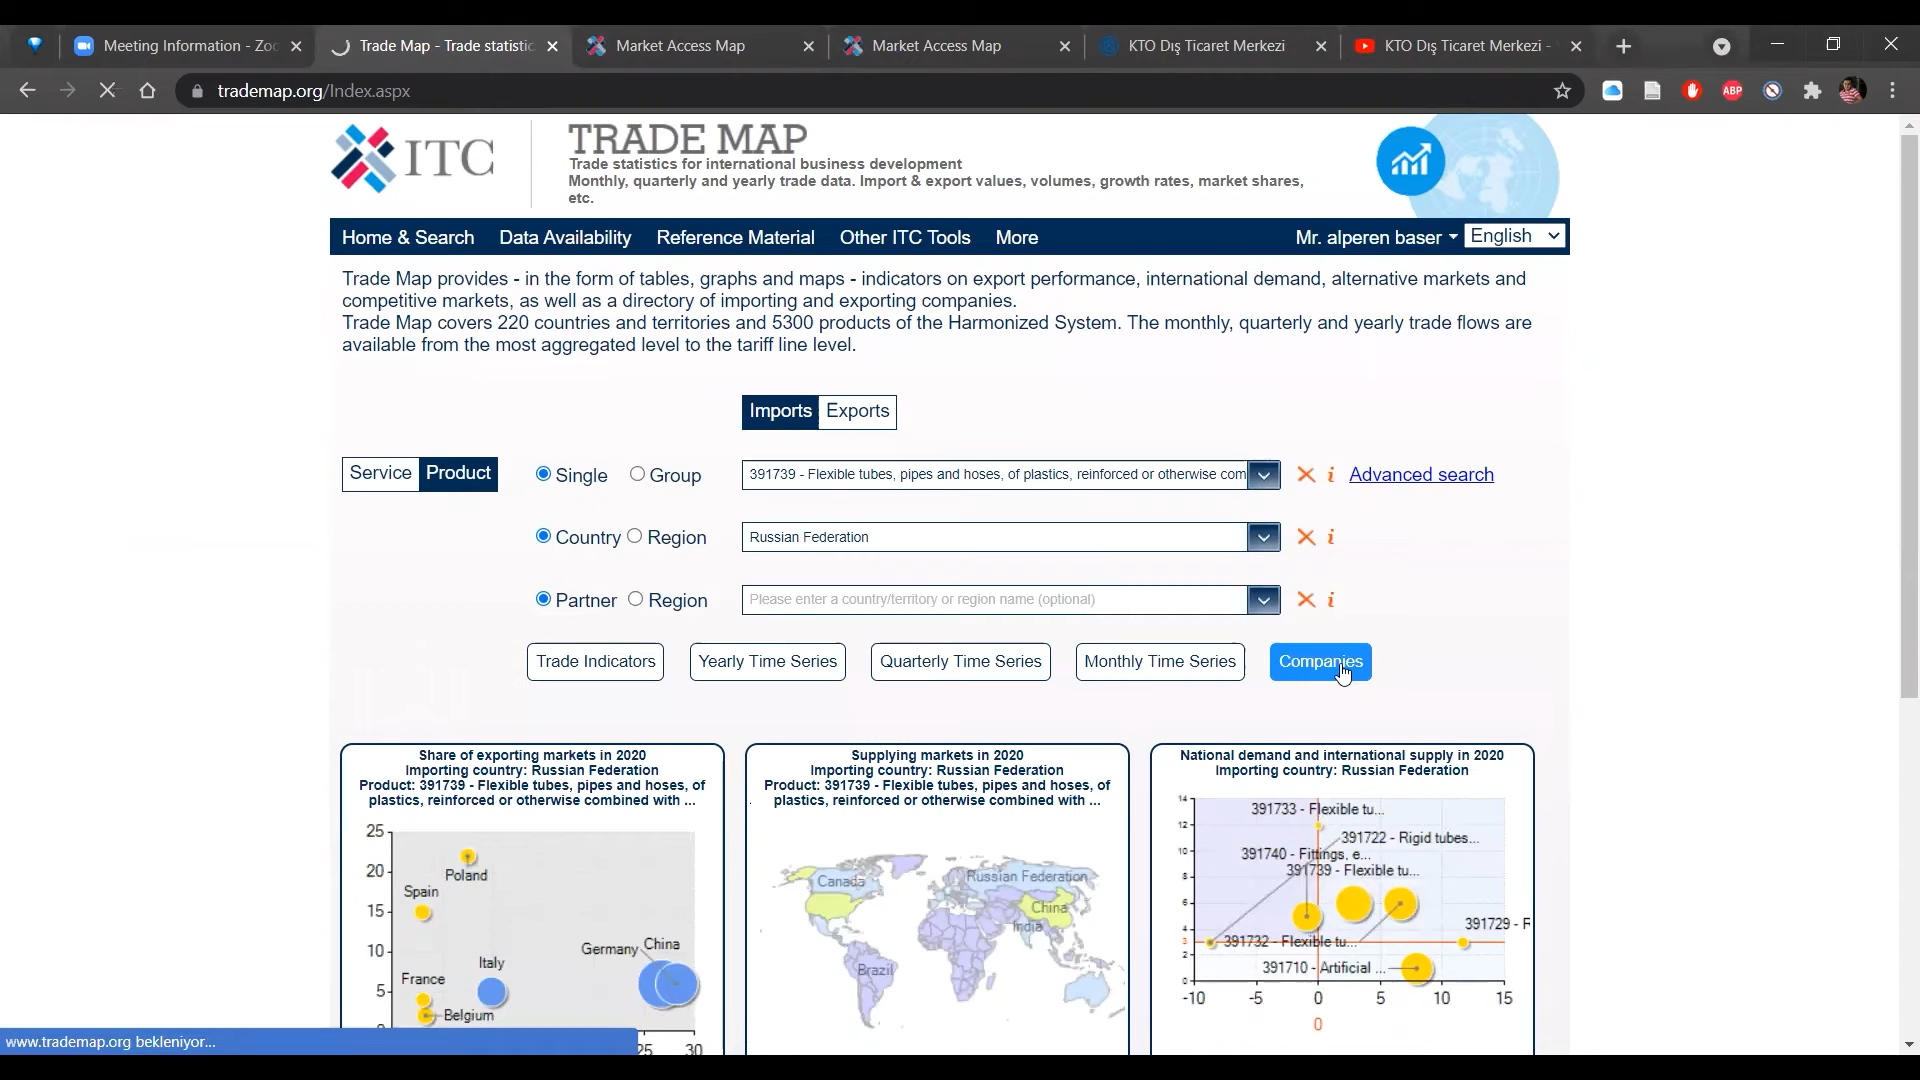 Meeting Information - Zoo
Trade Map - Trade statistic
Market Access Map
Market Access Map
KTO Dış Ticaret Merkezi
KTO Dış Ticaret Merkezi -
trademap.org/Index.aspx
ABP
ITC
TRADE MAP
Trade statistics for international business development
Monthly, quarterly and yearly trade data. Import & export values, volumes, growth rates, market shares,
etc.
Home & Search
Data Availability
Reference Material
Other ITC Tools
More
Mr. alperen baser
English
Trade Map provides - in the form of tables, graphs and maps - indicators on export performance, international demand, alternative markets and
competitive markets, as well as a directory of importing and exporting companies.
Trade Map covers 220 countries and territories and 5300 products of the Harmonized System. The monthly, quarterly and yearly trade flows are
available from the most aggregated level to the tariff line level.
Imports
Exports
Service
Product
Single
Group
391739 - Flexible tubes, pipes and hoses, of plastics, reinforced or otherwise com
i
Advanced search
Country
Region
Russian Federation
i
Partner
Region
Please enter a country/territory or region name (optional)
i
Trade Indicators
Yearly Time Series
Quarterly Time Series
Monthly Time Series
Companies
Share of exporting markets in 2020
Importing country: Russian Federation
Product: 391739 - Flexible tubes, pipes and hoses, of
plastics, reinforced or otherwise combined with ...
25
20
15
10
5
Poland
Spain
Germany
China
Italy
France
Belgium
25
30
Supplying markets in 2020
Importing country: Russian Federation
Product: 391739 - Flexible tubes, pipes and hoses, of
plastics, reinforced or otherwise combined with ...
Canada
Russian Federation
China
India
Brazil
National demand and international supply in 2020
Importing country: Russian Federation
14
12
10
8
6
4
3
2
0
391733 - Flexible tu...
391722 - Rigid tubes...
391740 - Fittings, e...
391739 - Flexible tu...
391729 - R
391732 - Flexible tu...
391710 - Artificial ...
-10
-5
0
5
10
15
0
www.trademap.org bekleniyor...